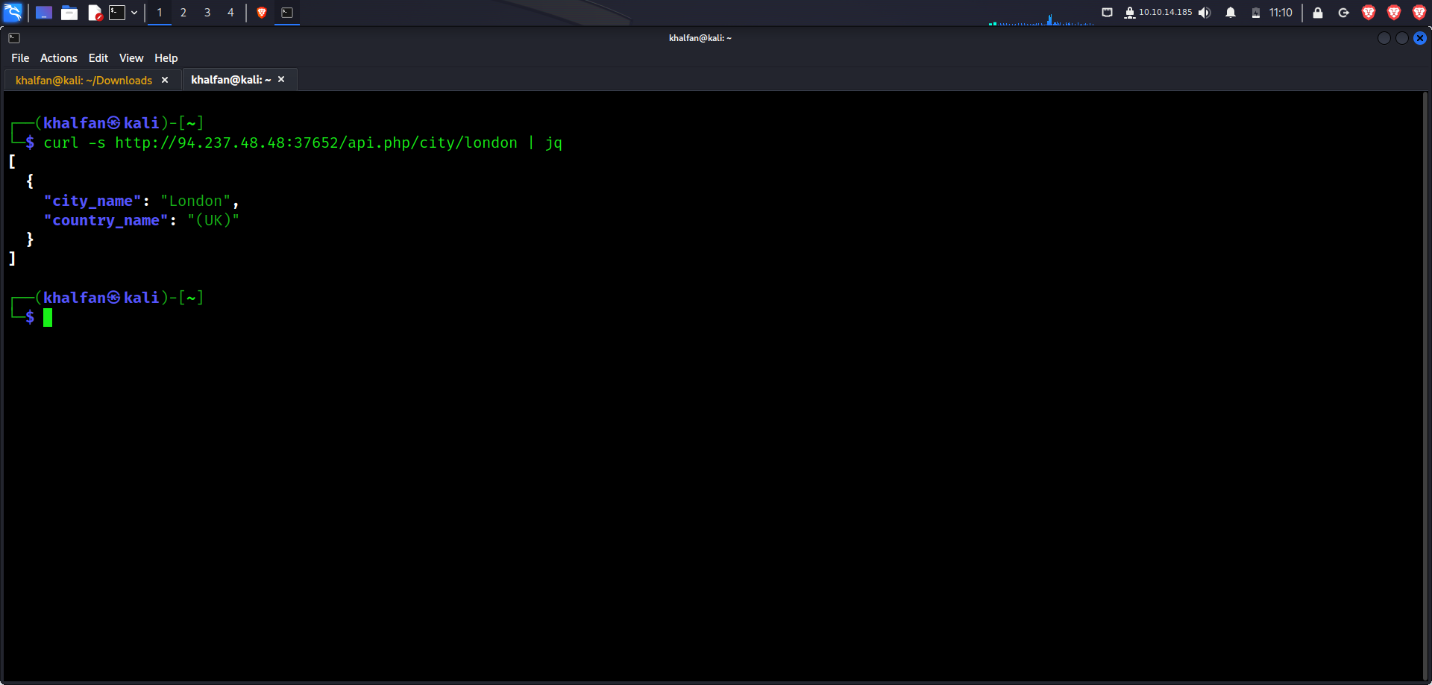 1 2 3 4 10.10.14.185 11:10
khalfan@kali: ~
File Actions Edit View Help
khalfan@kali: ~/Downloads × khalfan@kali: ~ ×
┌──(khalfan㉿kali)-[~]
└─$ curl -s http://94.237.48.48:37652/api.php/city/london | jq
[
  {
    "city_name": "London",
    "country_name": "(UK)"
  }
]
┌──(khalfan㉿kali)-[~]
└─$